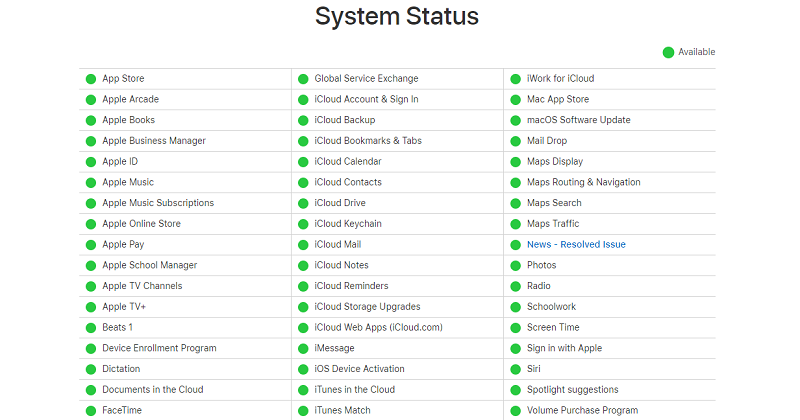 System Status
Available
App Store
Apple Arcade
Apple Books
Apple Business Manager
Apple ID
Apple Music
Apple Music Subscriptions
Apple Online Store
Apple Pay
Apple School Manager
Apple TV Channels
Apple TV+
Beats 1
Device Enrollment Program
Dictation
Documents in the Cloud
FaceTime
Global Service Exchange
iCloud Account & Sign In
iCloud Backup
iCloud Bookmarks & Tabs
iCloud Calendar
iCloud Contacts
iCloud Drive
iCloud Keychain
iCloud Mail
iCloud Notes
iCloud Reminders
iCloud Storage Upgrades
iCloud Web Apps (iCloud.com)
iMessage
iOS Device Activation
iTunes in the Cloud
iTunes Match
iWork for iCloud
Mac App Store
macOS Software Update
Mail Drop
Maps Display
Maps Routing & Navigation
Maps Search
Maps Traffic
News - Resolved Issue
Photos
Radio
Schoolwork
Screen Time
Sign in with Apple
Siri
Spotlight suggestions
Volume Purchase Program